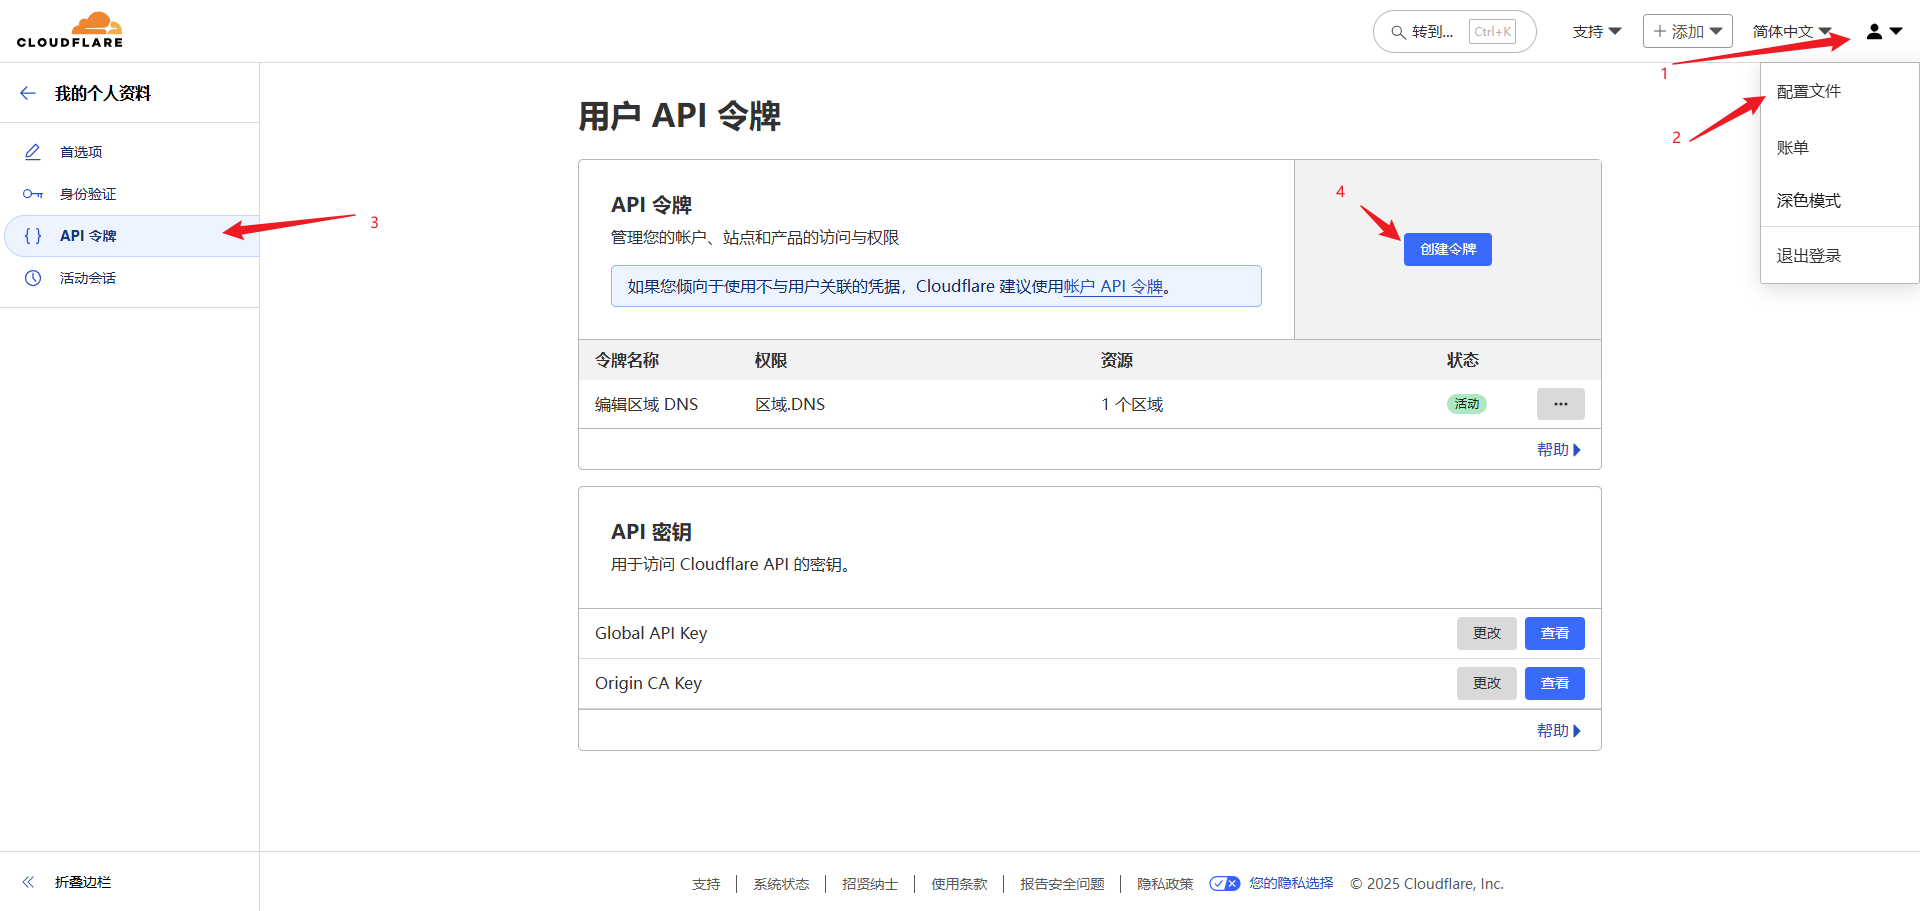 CLOUDFLARE
转到...
Ctrl+K
支持
添加
简体中文
1
我的个人资料
首选项
身份验证
API 令牌
活动会话
3
配置文件
2
账单
深色模式
退出登录
用户 API 令牌
API 令牌
管理您的帐户、站点和产品的访问与权限
如果您倾向于使用不与用户关联的凭据，Cloudflare 建议使用帐户 API 令牌。
4
创建令牌
令牌名称 权限 资源 状态
编辑区域 DNS 区域.DNS 1 个区域 活动 ...
帮助
API 密钥
用于访问 Cloudflare API 的密钥。
Global API Key 更改 查看
Origin CA Key 更改 查看
帮助
折叠边栏
支持 系统状态 招贤纳士 使用条款 报告安全问题 隐私政策 您的隐私选择 © 2025 Cloudflare, Inc.